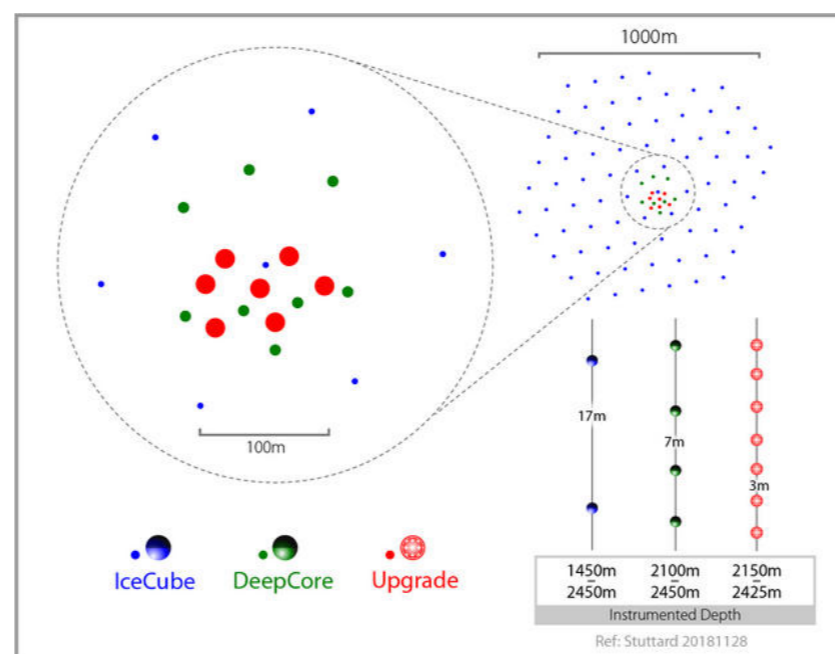 1000m
100m
17m
7m
3m
IceCube
DeepCore
Upgrade
1450m
–
2450m
2100m
–
2450m
2150m
–
2425m
Instrumented Depth
Ref: Stuttard 20181128